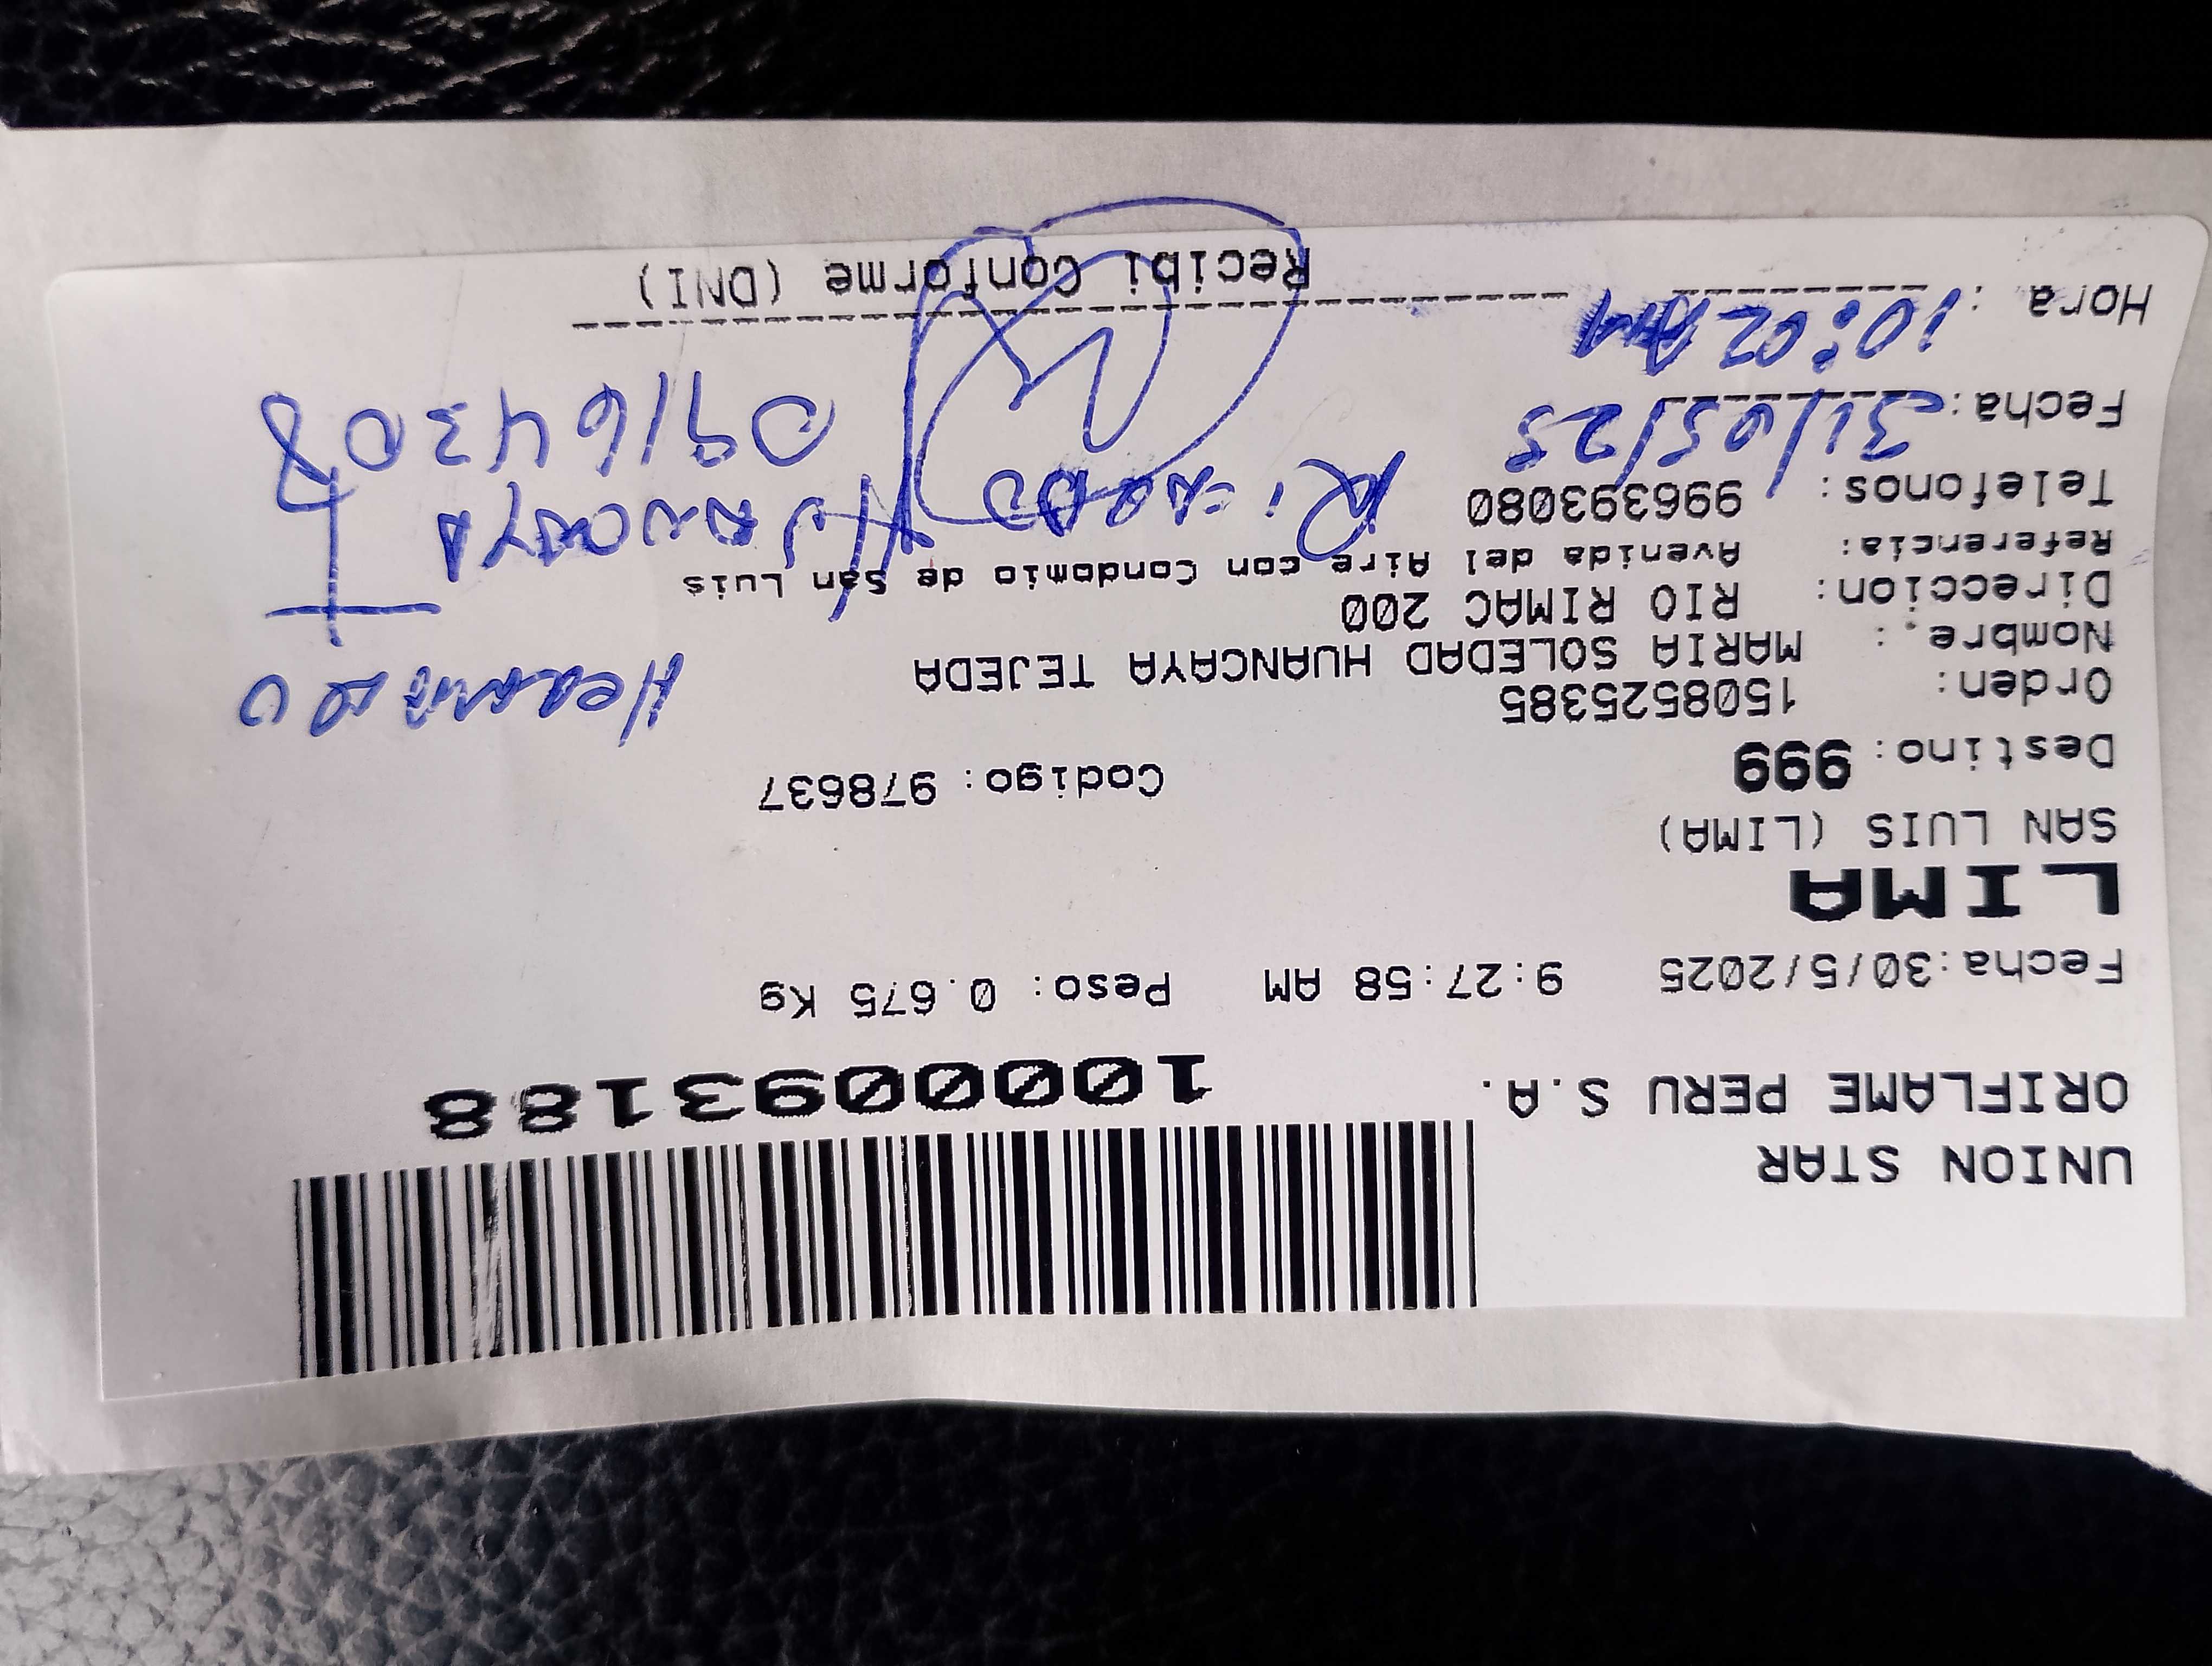 UNION STAR
ORIFLAME PERU S.A.
10000093188
Fecha:30/5/2025 9:27:58 AM Peso: 0.675 Kg
LIMA
SAN LUIS (LIMA)
Destino: 999 Codigo: 978637
Orden: 1508525385
Nombre.: MARIA SOLEDAD HUANCAYA TEJEDA
Hermano
Direccion: RIO RIMAC 200
Referencia: Avenida del Aire con Condomio de San Luis
Telefonos: 996393080
Ricardo Huancaya
Fecha: 31/05/25
09164308
Hora : 10:02 AM
Recibi Conforme (DNI)